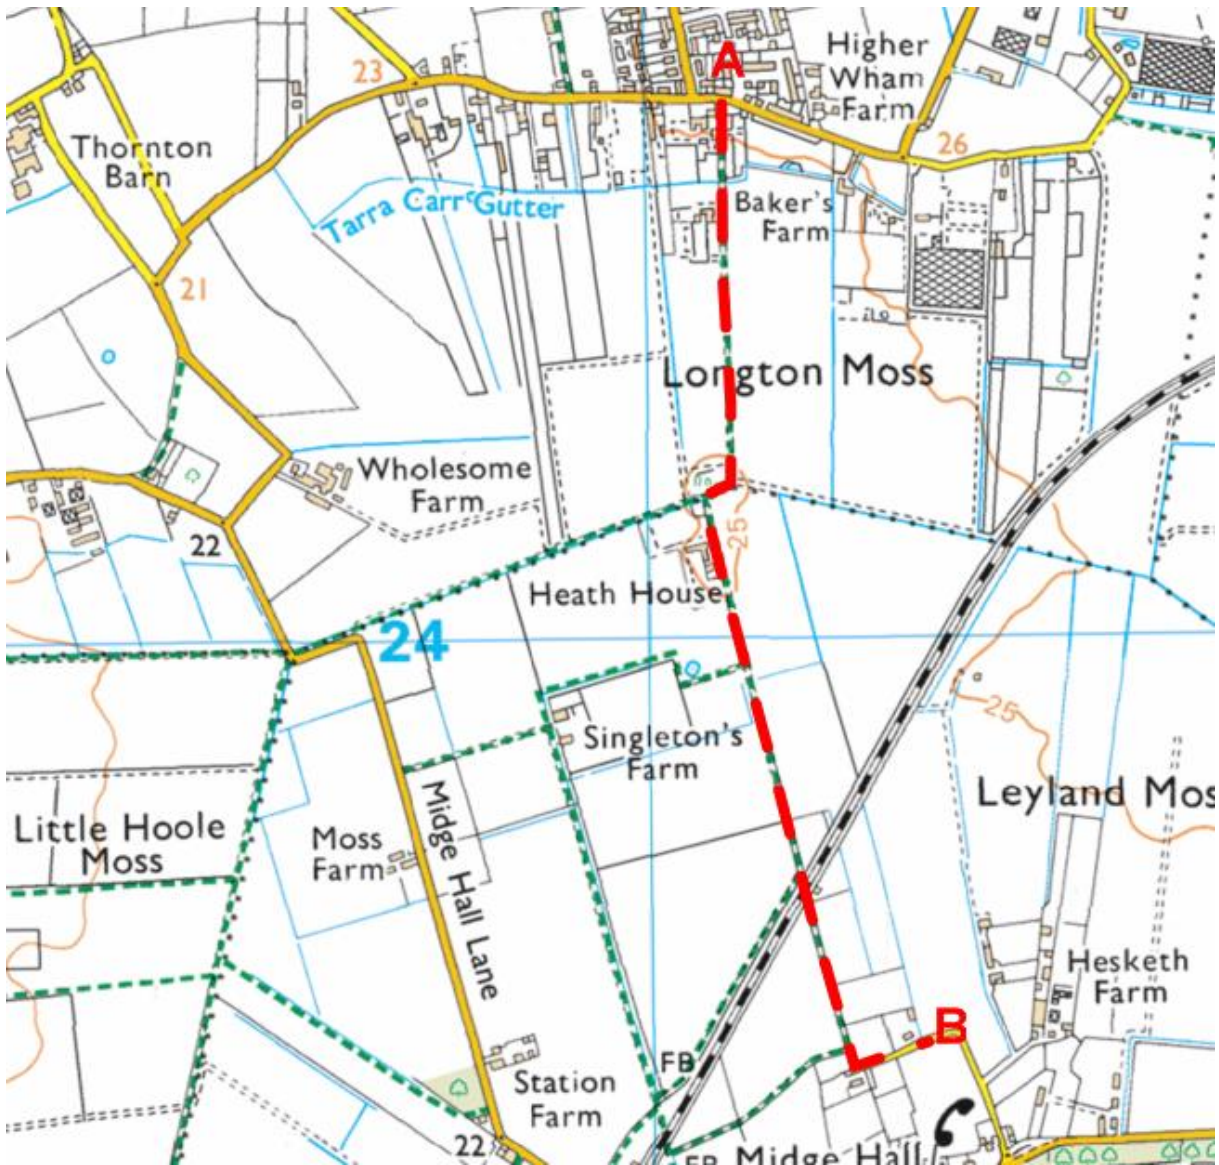 A
Higher
Wham
Farm
23
26
Thornton
Barn
Tarra Carr Gutter
Baker's
Farm
21
Longton Moss
Wholesome
Farm
22
25
Heath House
24
Singleton's
Farm
25
Leyland Mos
Little Hoole
Moss
Moss
Farm
Midge Hall Lane
Hesketh
Farm
B
FB
Station
Farm
22
FB
Midge Hall